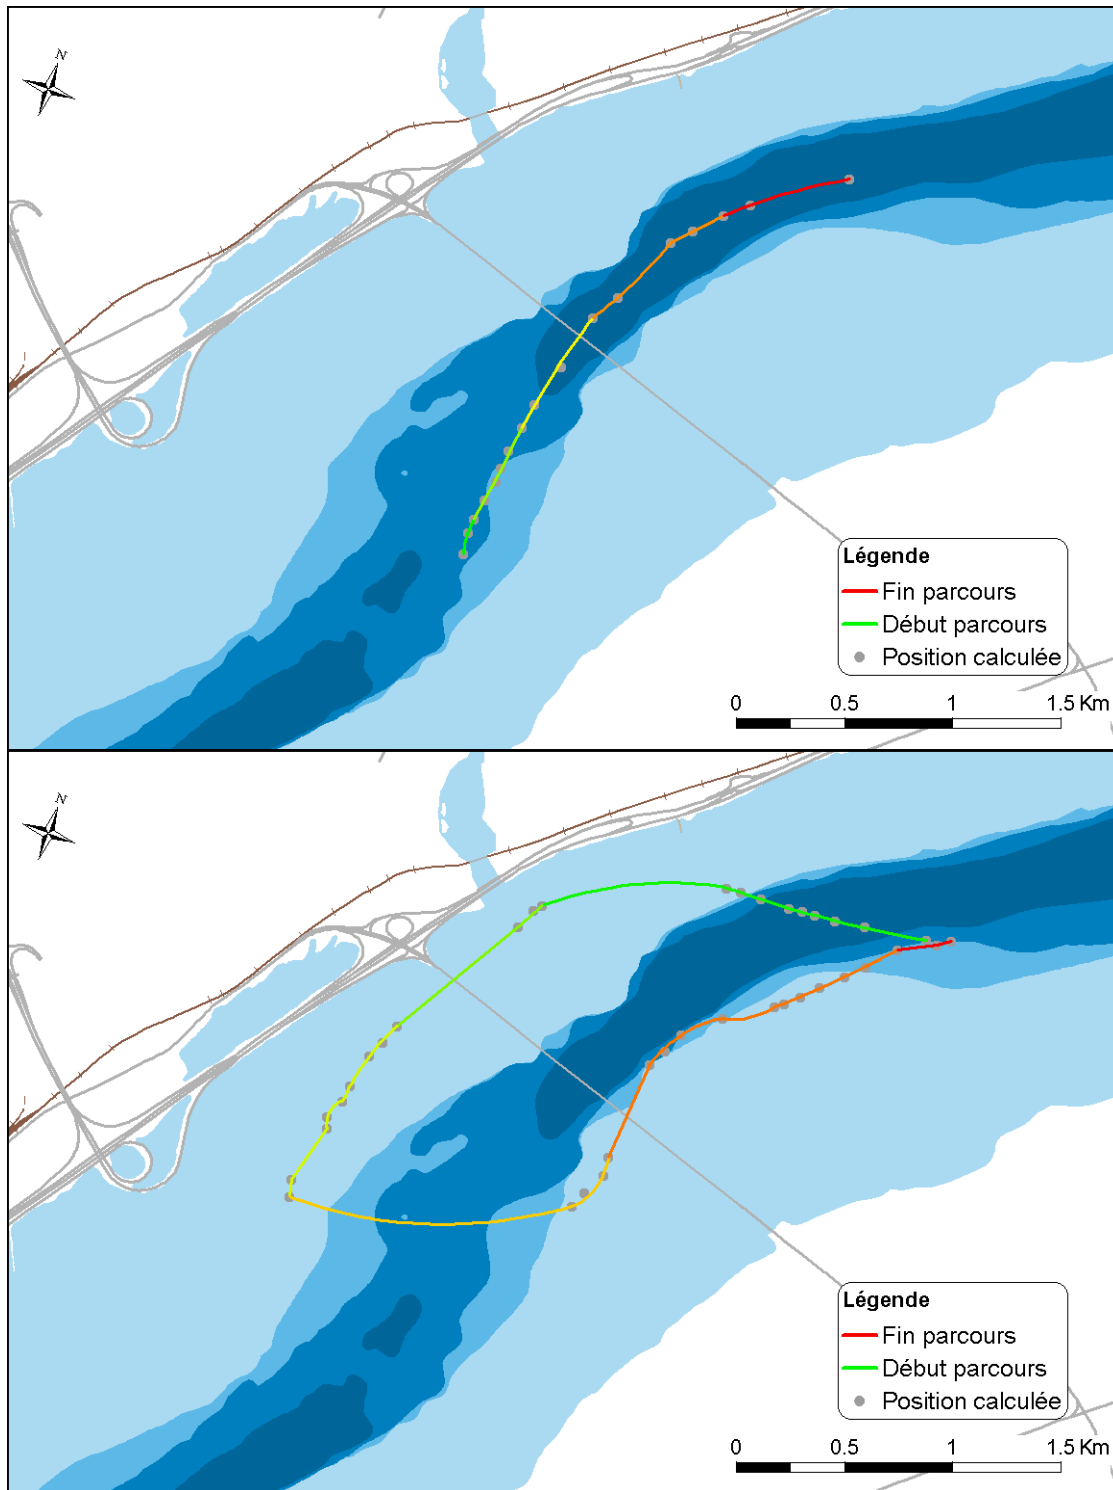 N
Légende
Fin parcours
Début parcours
Position calculée
0 0.5 1 1.5 Km
N
Légende
Fin parcours
Début parcours
Position calculée
0 0.5 1 1.5 Km